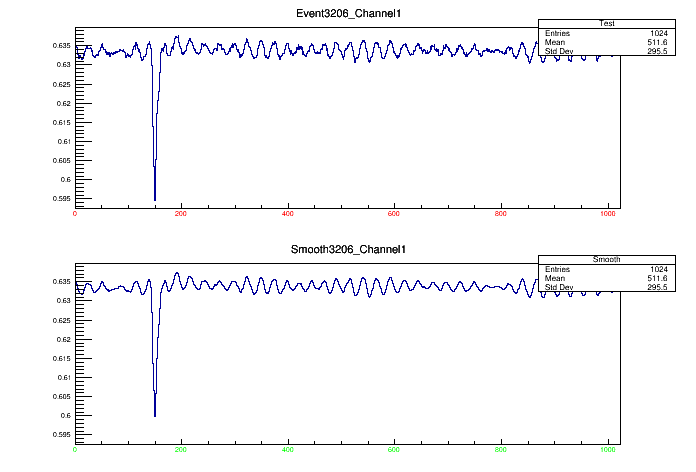 Event3206_Channel1
Test
Entries 1024
Mean 511.6
Std Dev 295.5
0.635
0.63
0.625
0.62
0.615
0.61
0.605
0.6
0.595
0 200 400 600 800 1000
Smooth3206_Channel1
Smooth
Entries 1024
Mean 511.6
Std Dev 295.5
0.635
0.63
0.625
0.62
0.615
0.61
0.605
0.6
0.595
0 200 400 600 800 1000